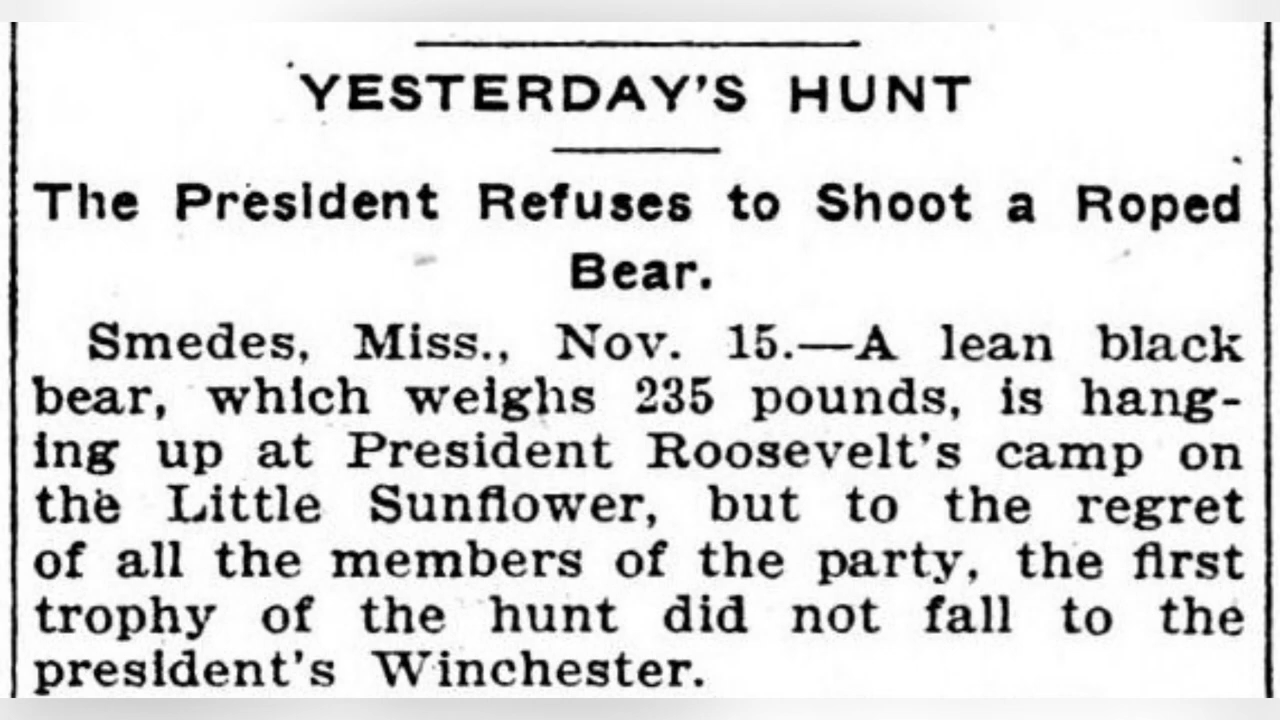 YESTERDAY'S HUNT
The President Refuses to Shoot a Roped
Bear.
Smedes, Miss., Nov. 15.—A lean black
bear, which weighs 235 pounds, is hang-
ing up at President Roosevelt's camp on
the Little Sunflower, but to the regret
of all the members of the party, the first
trophy of the hunt did not fall to the
president's Winchester.